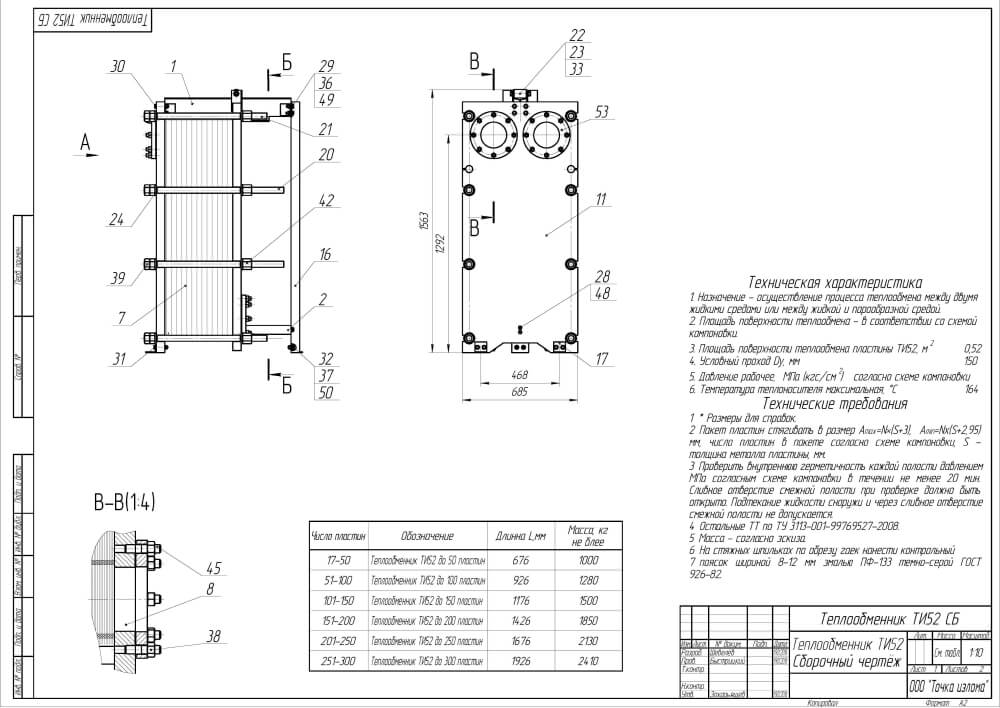 Теплообменник ТИ52 СБ
30
1
Б
29
36
49
21
20
42
16
2
32
37
50
Б
А
24
39
7
31
В
22
23
33
53
11
В
28
48
17
1563
1292
468
685
Перв. примен.
Справ. №
Подп. и дата
Инв. № дубл.
Взам. инв. №
Подп. и дата
Инв. № подл.
В-В(1:4)
45
8
38
Техническая характеристика
1. Назначение - осуществление процесса теплообмена между двумя
жидкими средами или между жидкой и парообразной средой.
2. Площадь поверхности теплообмена - в соответствии со схемой
компановки.
3. Площадь поверхности теплообмена пластины ТИ52, м 2 0,52
4. Условный проход Dу, мм 150
5. Давление рабочее, МПа (кгс/см 2) согласно схеме компановки
6. Температура теплоносителя максимальная, °С 164
Технические требования
1 * Размеры для справок.
2 Пакет пластин стягивать в размер Amax=Nx(S+3), Amin=Nx(S+2,95)
мм, число пластин в пакете согласно схеме компановки, S -
толщина металла пластины, мм.
3 Проверить внутреннюю герметичность каждой полости давлением
МПа согласным схеме компановки в течении не менее 20 мин.
Сливное отверстие смежной полости при проверке должно быть
открыто. Подтекание жидкости снаружи и через сливное отверстие
смежной полости не допускается.
4 Остальные ТТ по ТУ 3113-001-99769527-2008.
5 Масса - согласно эскиза.
6 На стяжных шпильках по обрезу гаек нанести контрольный
7 поясок шириной 8-12 мм эмалью ПФ-133 темно-серой ГОСТ
926-82.
Число пластин Обозначение Длинна L,мм Масса, кг не влее
17-50 Теплообменник ТИ52 до 50 пластин 676 1000
51-100 Теплообменник ТИ52 до 100 пластин 926 1280
101-150 Теплообменник ТИ52 до 150 пластин 1176 1500
151-200 Теплообменник ТИ52 до 200 пластин 1426 1850
201-250 Теплообменник ТИ52 до 250 пластин 1676 2130
251-300 Теплообменник ТИ52 до 300 пластин 1926 2410
Теплообменник ТИ52 СБ
Изм. Лист № докум. Подп. Дата
Разраб.
Пров. Быстрицкий
Т.контр.
Н.контр.
Утв.
Теплообменник ТИ52
Сборочный чертёж
Лит. Масса Масштаб
См. табл. 1:10
Лист 1 Листов 2
ООО "Точка излома"
Копировал Формат А2